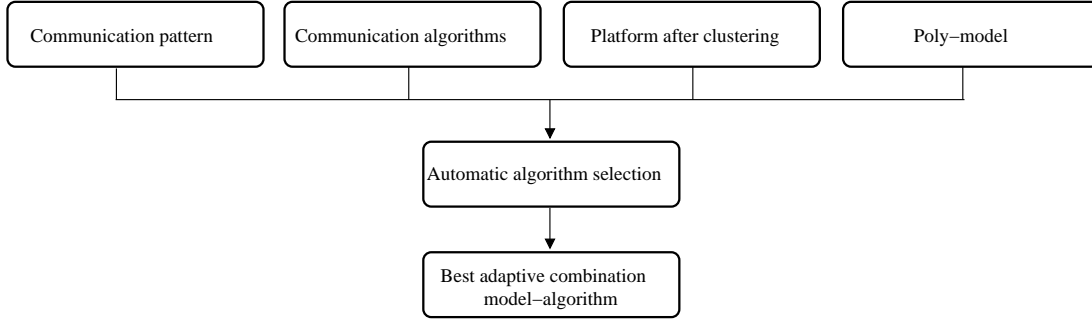 Communication pattern
Communication algorithms
Platform after clustering
Poly−model
Automatic algorithm selection
Best adaptive combination
model−algorithm